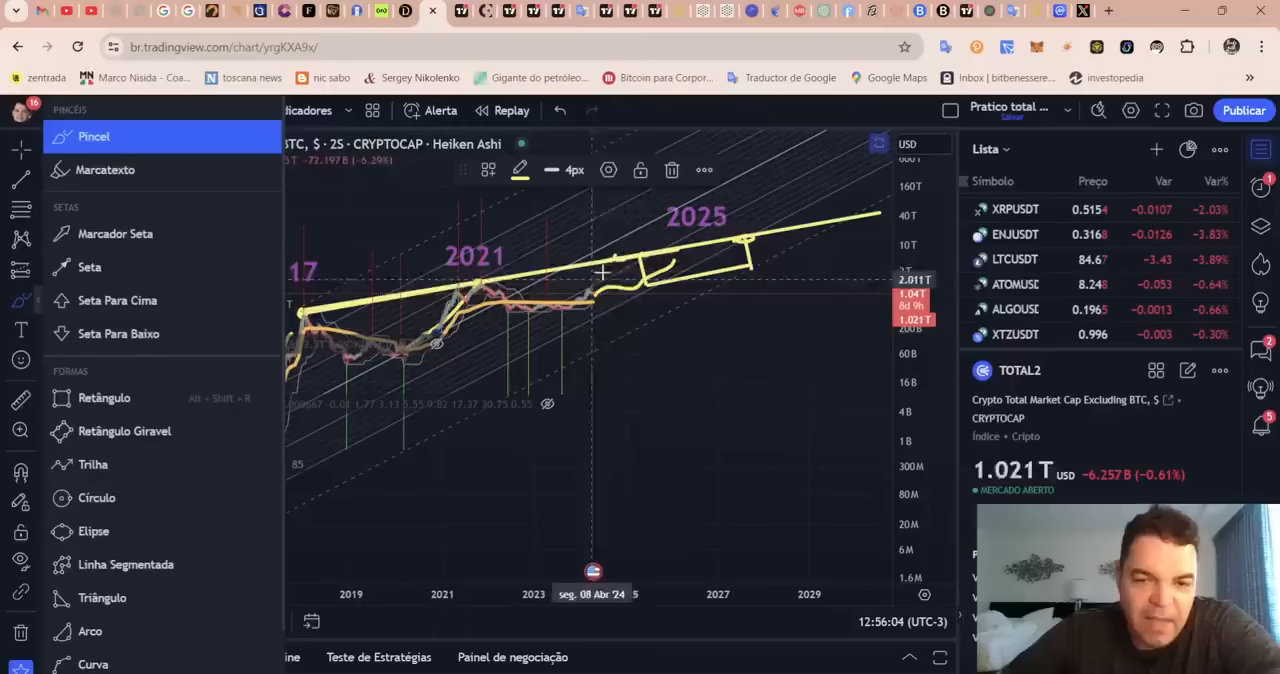 br.tradingview.com/chart/yrgKXA9x/
zentrada
Marco Nisida - Coa...
toscana news
nic sabo
Sergey Nikolenko
Gigante do petróleo...
Bitcoin para Corpor...
Traductor de Google
Google Maps
Inbox | bitbenessere...
investopedia
16
PINCÉIS
dicadores
Alerta
Replay
Pratico total ...
Salvar
Publicar
Pincel
Marcatexto
SETAS
Marcador Seta
Seta
Seta Para Cima
Seta Para Baixo
FORMAS
Retângulo Alt + Shift + R
Retângulo Giravel
Trilha
Círculo
Elipse
Linha Segmentada
Triângulo
Arco
Curva
BTC, $ · 2S · CRYPTOCAP · Heiken Ashi
−72.197 B (−6.29%)
4px
17
2021
2025
85
USD
160T
40T
10T
2.011 T
1.04T
8d 9h
1.021 T
200B
60B
16B
4B
1B
300M
80M
20M
6M
1.6M
2019
2021
2023
seg. 08 Abr '24
5
2027
2029
12:56:04 (UTC-3)
ine
Teste de Estratégias
Painel de negociação
Lista
Símbolo Preço Var Var%
XRPUSDT 0.5154 −0.0107 −2.03%
ENJUSDT 0.3168 −0.0126 −3.83%
LTCUSDT 84.67 −3.43 −3.89%
ATOMUSD 8.248 −0.053 −0.64%
ALGOUSD 0.1965 −0.0013 −0.66%
XTZUSDT 0.996 −0.003 −0.30%
TOTAL2
Crypto Total Market Cap Excluding BTC, $
CRYPTOCAP
Índice • Cripto
1.021 T USD −6.257 B (−0.61%)
MERCADO ABERTO
1
2
5